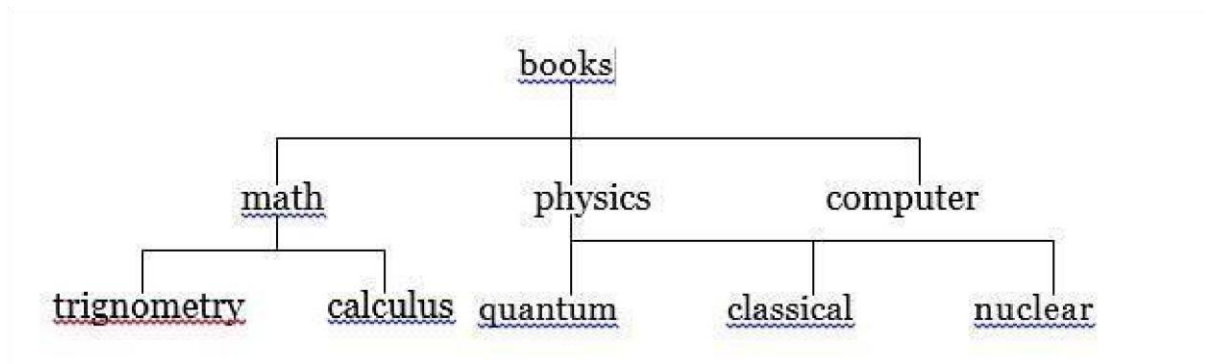 books
math physics computer
trignometry calculus quantum classical nuclear